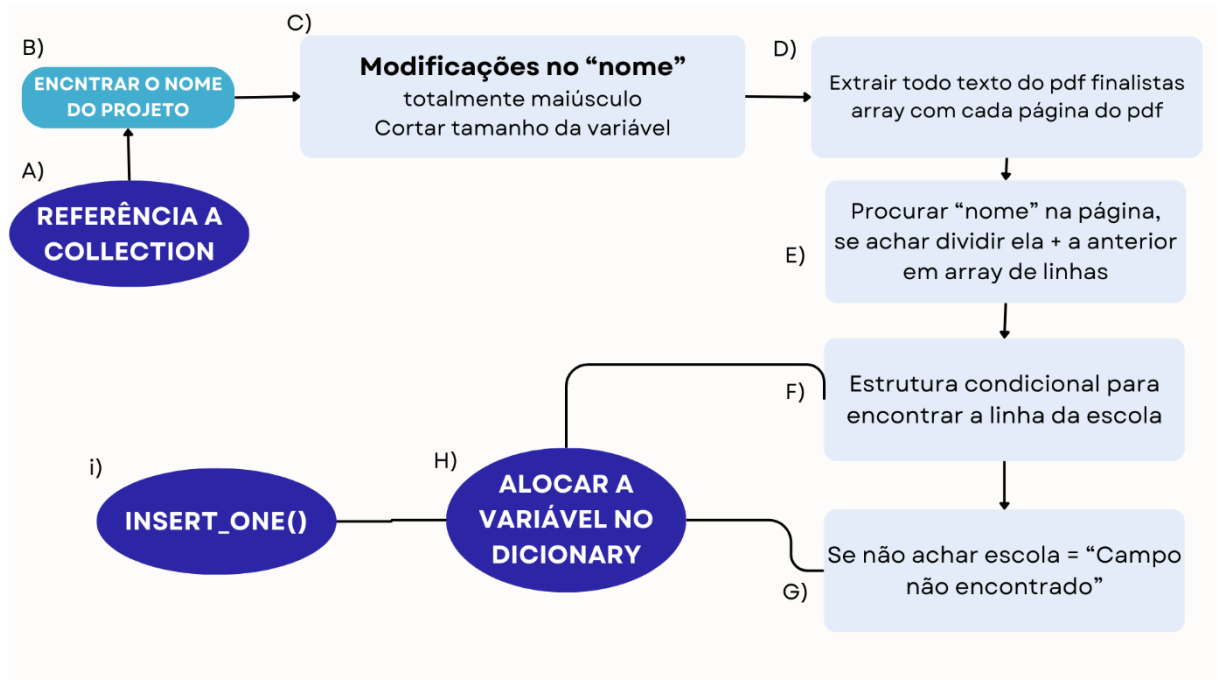 A)
REFERÊNCIA A
COLLECTION
B)
ENCNTRAR O NOME
DO PROJETO
C)
Modificações no “nome”
totalmente maiúsculo
Cortar tamanho da variável
D)
Extrair todo texto do pdf finalistas
array com cada página do pdf
E)
Procurar “nome” na página,
se achar dividir ela + a anterior
em array de linhas
F)
Estrutura condicional para
encontrar a linha da escola
G)
Se não achar escola = “Campo
não encontrado”
H)
ALOCAR A
VARIÁVEL NO
DICIONARY
i)
INSERT_ONE()